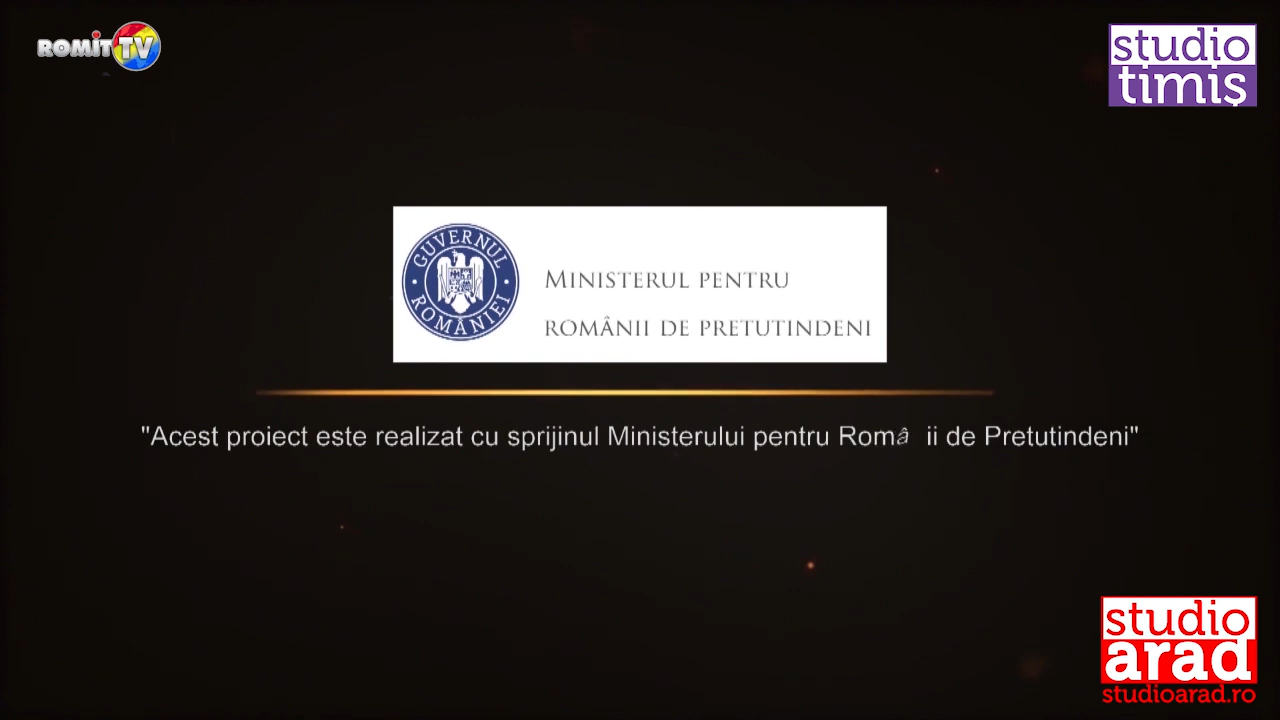 ROMIT TV
studio
timiș
GUVERNUL
ROMÂNIEI
MINISTERUL PENTRU
ROMÂNII DE PRETUTINDENI
"Acest proiect este realizat cu sprijinul Ministerului pentru Româ ii de Pretutindeni"
studio
arad
studioarad.ro